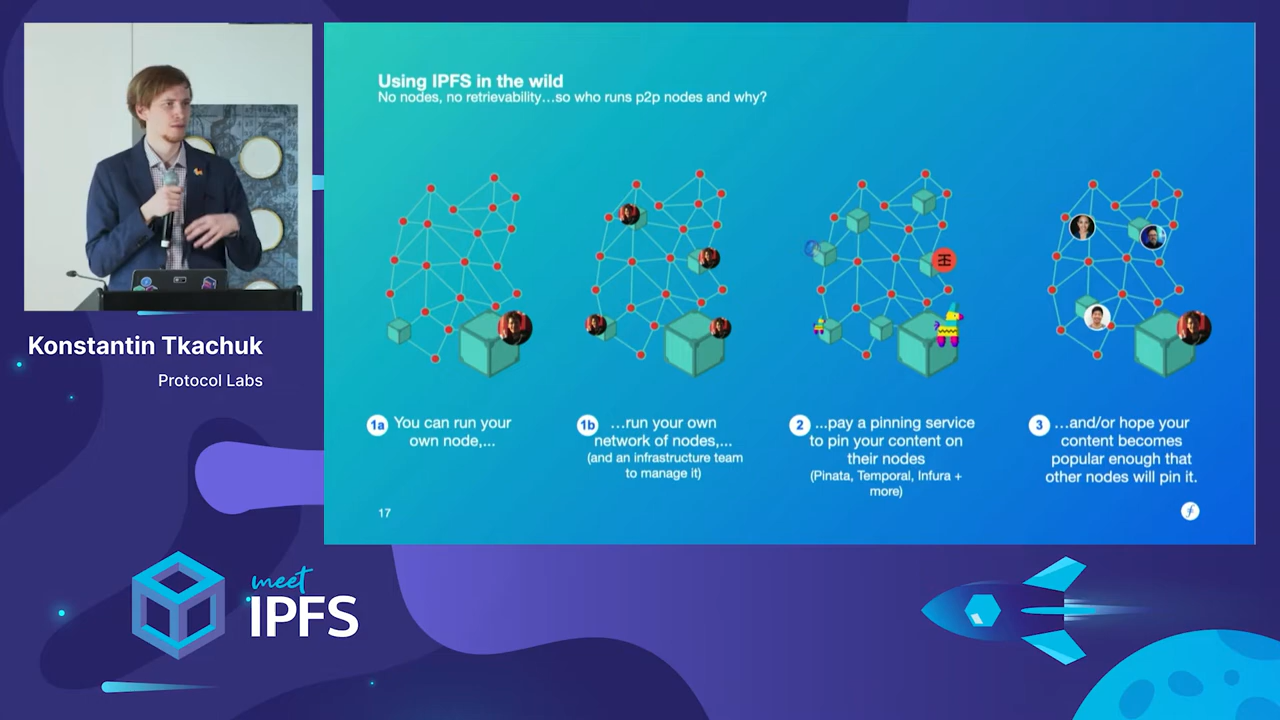 Using IPFS in the wild
No nodes, no retrievability...so who runs p2p nodes and why?
1a You can run your
own node,...
1b ...run your own
network of nodes,...
(and an infrastructure team
to manage it)
2 ...pay a pinning service
to pin your content on
their nodes
(Pinata, Temporal, Infura +
more)
3 ...and/or hope your
content becomes
popular enough that
other nodes will pin it.
17
Konstantin Tkachuk
Protocol Labs
meet
IPFS